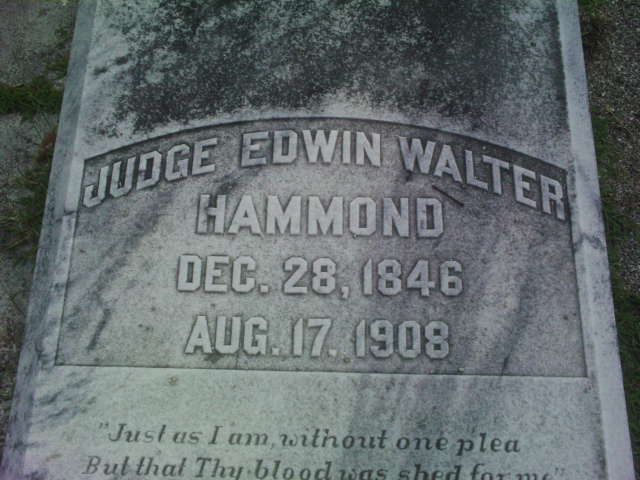 JUDGE EDWIN WALTER
HAMMOND
DEC. 28, 1846
AUG. 17, 1908
"Just as I am, without one plea
But that Thy blood was shed for me"